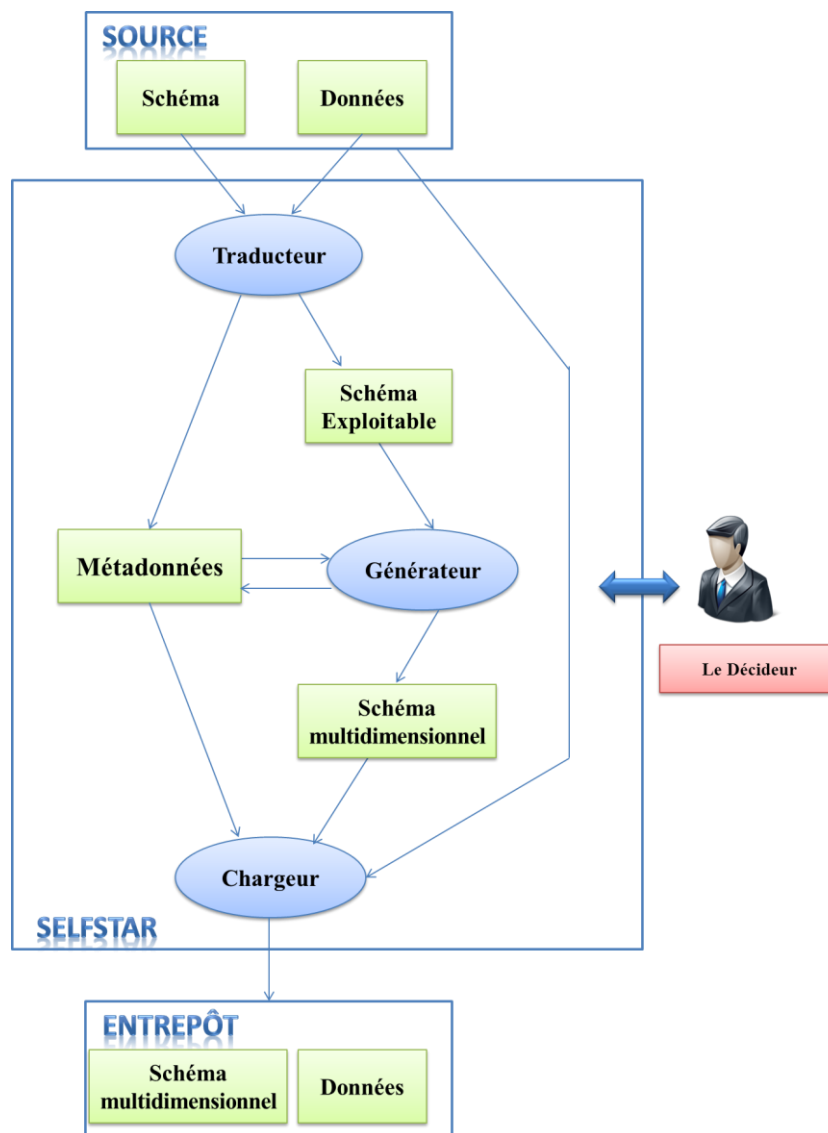 SOURCE
Schéma
Données
Traducteur
Schéma
Exploitable
Métadonnées
Générateur
Le Décideur
Schéma
multidimensionnel
Chargeur
SELFSTAR
ENTREPÔT
Schéma
multidimensionnel
Données